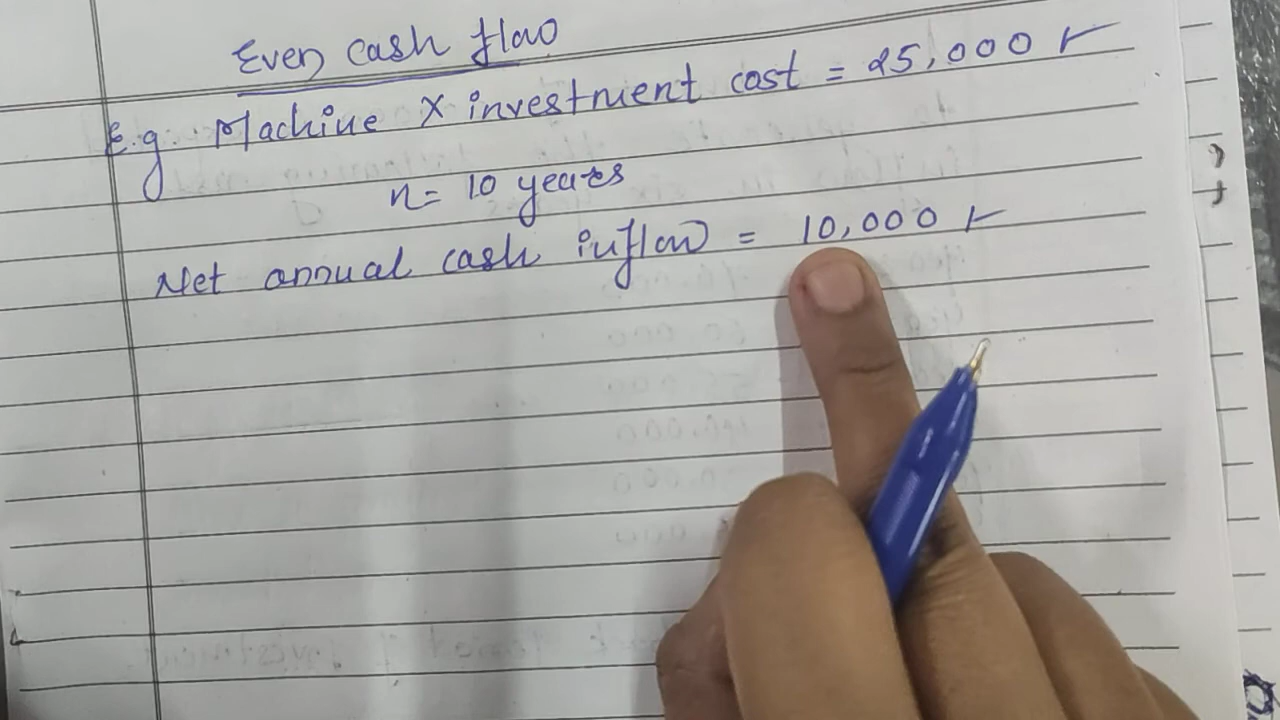 Even cash flow
E.g. Machine X investment cost = 25,000 /-
n = 10 years
Net annual cash inflow = 10,000 /-